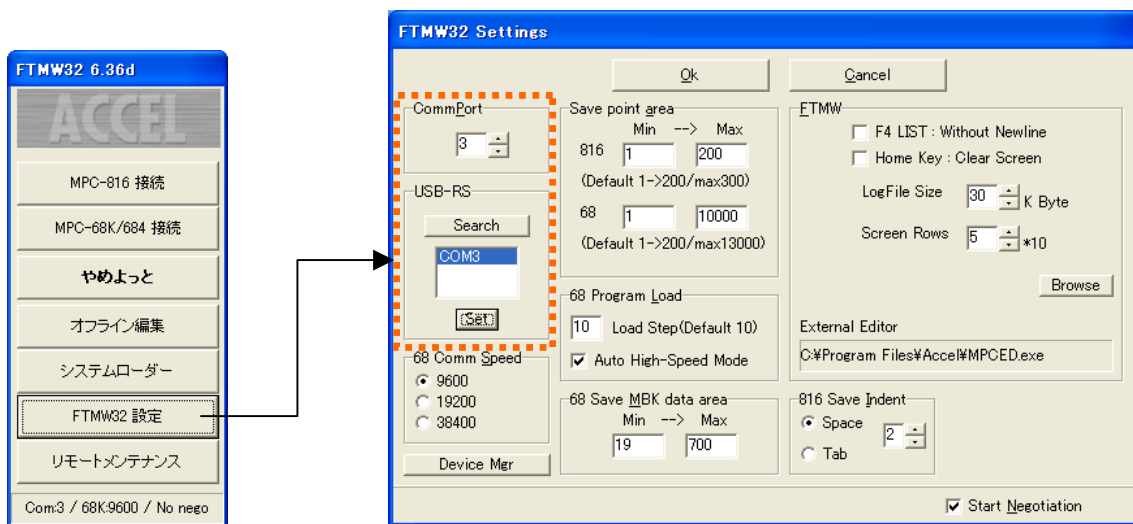 FTMW32 6.36d
ACCEL
MPC-816 接続
MPC-68K/684 接続
やめよっと
オフライン編集
システムローダー
FTMW32 設定
リモートメンテナンス
Com:3 / 68K:9600 / No nego
FTMW32 Settings
Ok
Cancel
CommPort
3
USB-RS
Search
COM3
Set
68 Comm Speed
9600
19200
38400
Device Mgr
Save point area
Min --> Max
816 1 200
(Default 1->200/max300)
68 1 10000
(Default 1->200/max13000)
68 Program Load
10 Load Step(Default 10)
Auto High-Speed Mode
68 Save MBK data area
Min --> Max
19 700
FTMW
F4 LIST : Without Newline
Home Key : Clear Screen
LogFile Size 30 K Byte
Screen Rows 5 *10
Browse
External Editor
C:¥Program Files¥Accel¥MPCED.exe
816 Save Indent
Space 2
Tab
Start Negotiation